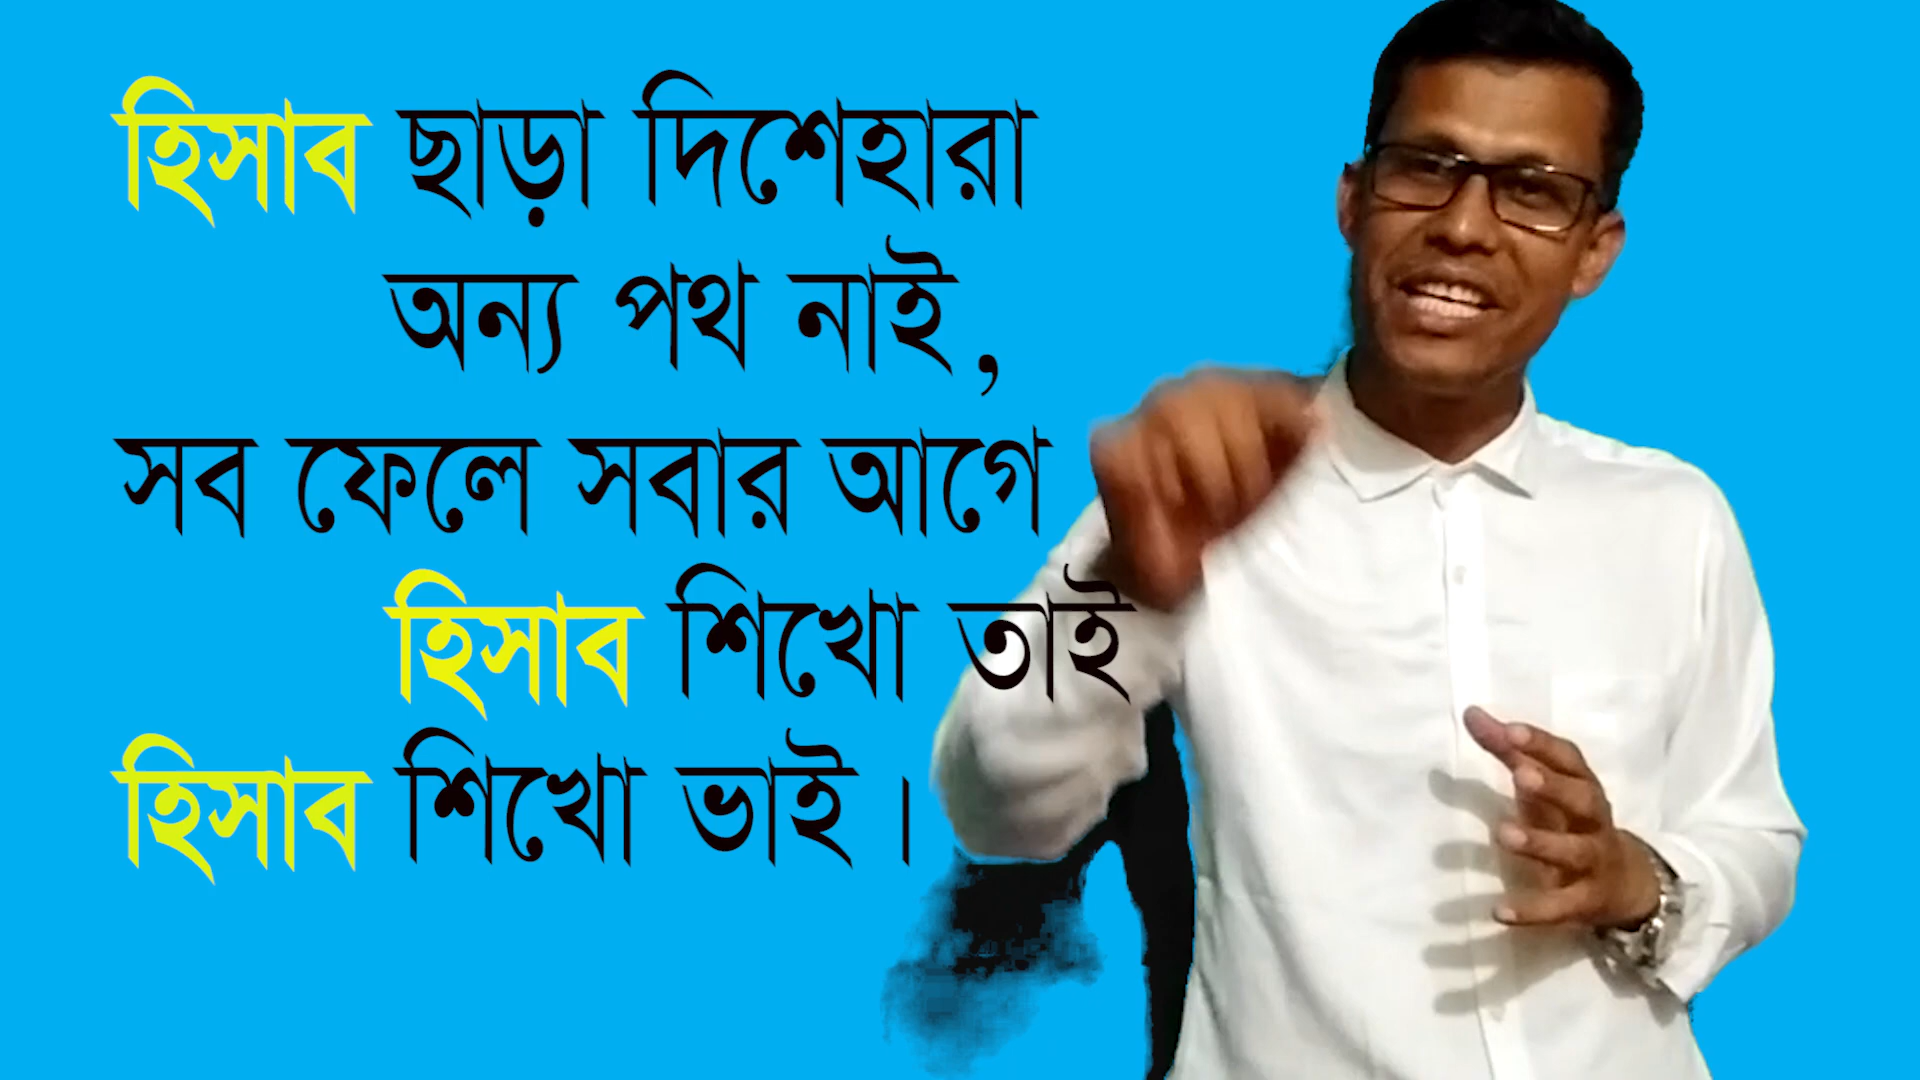 হিসাব ছাড়া দিশেহারা
অন্য পথ নাই,
সব ফেলে সবার আগে
হিসাব শিখো তাই
হিসাব শিখো ভাই।